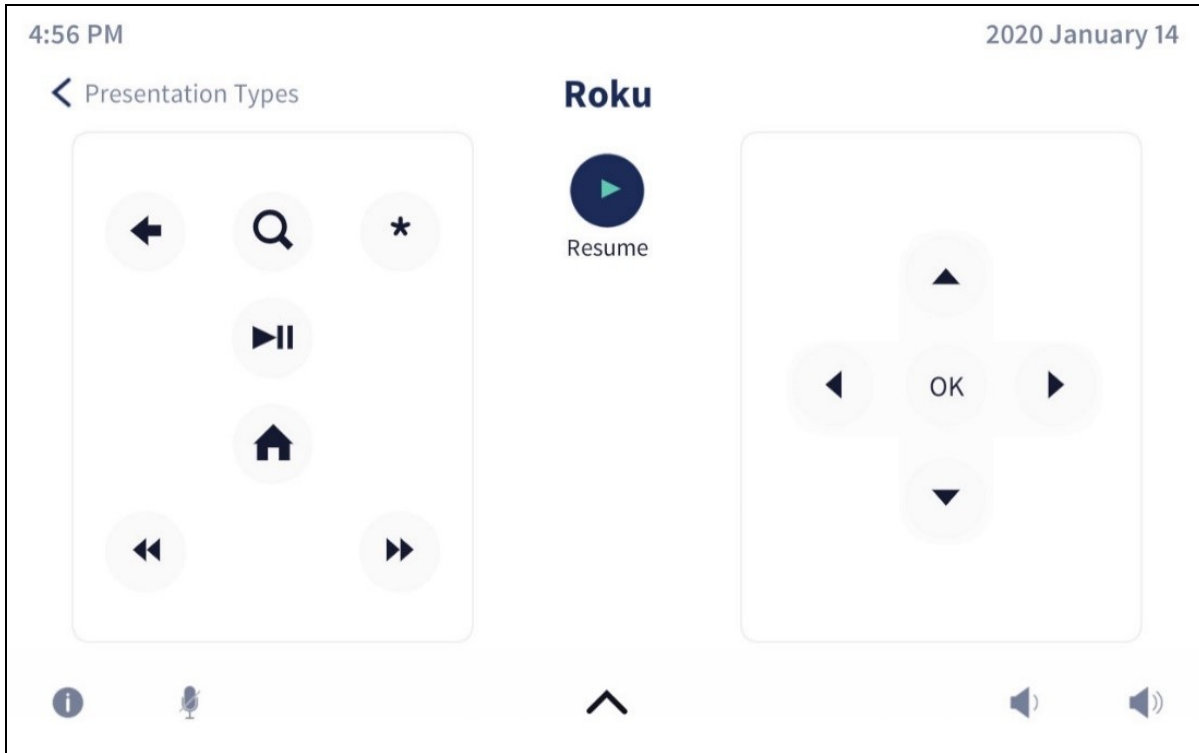 4:56 PM
2020 January 14
Presentation Types
Roku
*
Resume
OK